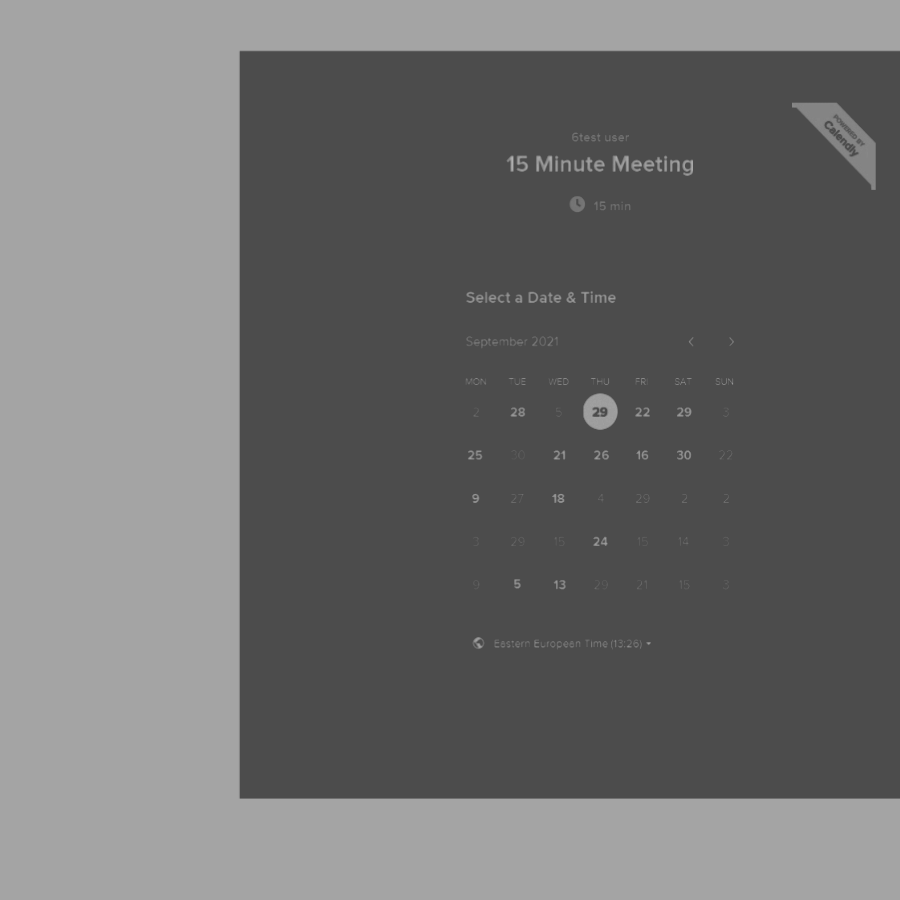 POWERED BY
Calendly
6test user
15 Minute Meeting
15 min
Select a Date & Time
September 2021
MON TUE WED THU FRI SAT SUN
2 28 5 29 22 29 3
25 30 21 26 16 30 22
9 27 18 4 29 2 2
3 29 15 24 15 14 3
9 5 13 29 21 15 3
Eastern European Time (13:26)